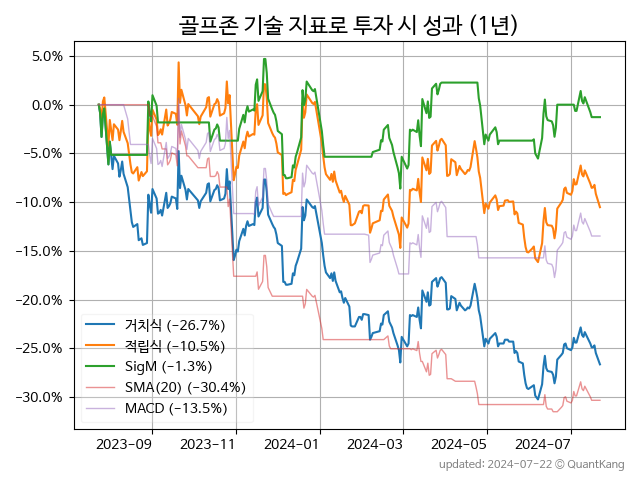 골프존 기술 지표로 투자 시 성과 (1년)
5.0%
0.0%
−5.0%
−10.0%
−15.0%
−20.0%
−25.0%
−30.0%
거치식 (−26.7%)
적립식 (−10.5%)
SigM (−1.3%)
SMA(20) (−30.4%)
MACD (−13.5%)
2023−09 2023−11 2024−01 2024−03 2024−05 2024−07
updated: 2024-07-22 © QuantKang